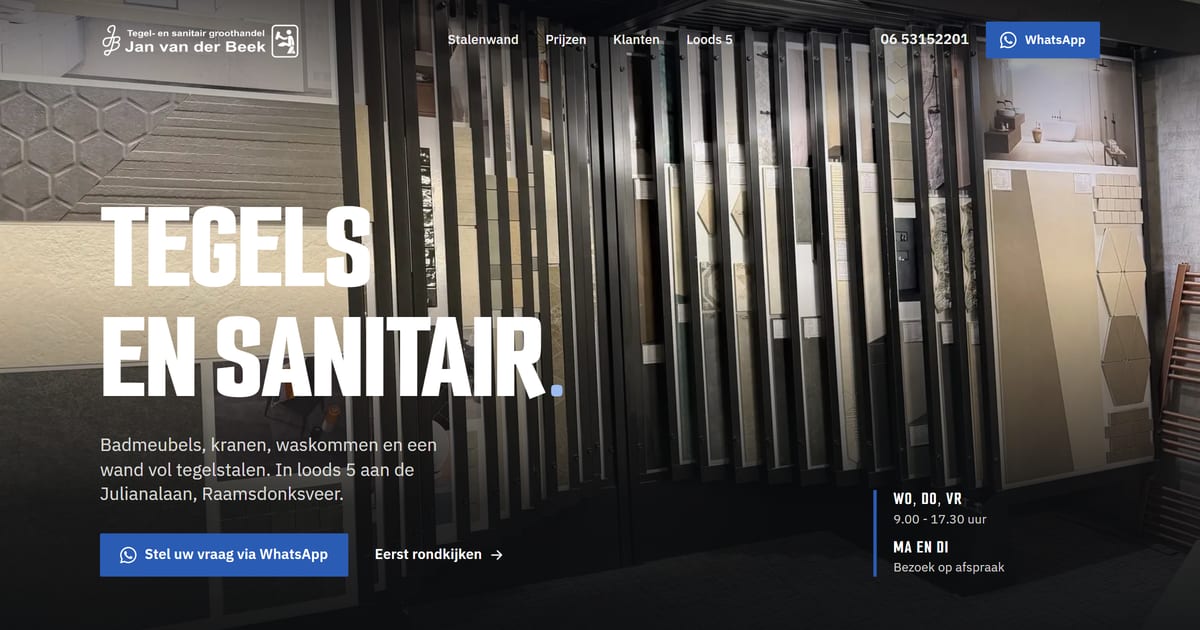 Tegel- en sanitair groothandel
Jan van der Beek
Stalenwand
Prijzen
Klanten
Loods 5
06 53152201
WhatsApp
TEGELS
EN SANITAIR.
Badmeubels, kranen, waskommen en een
wand vol tegelstalen. In loods 5 aan de
Julianalaan, Raamsdonksveer.
Stel uw vraag via WhatsApp
Eerst rondkijken →
WO, DO, VR
9.00 - 17.30 uur
MA EN DI
Bezoek op afspraak